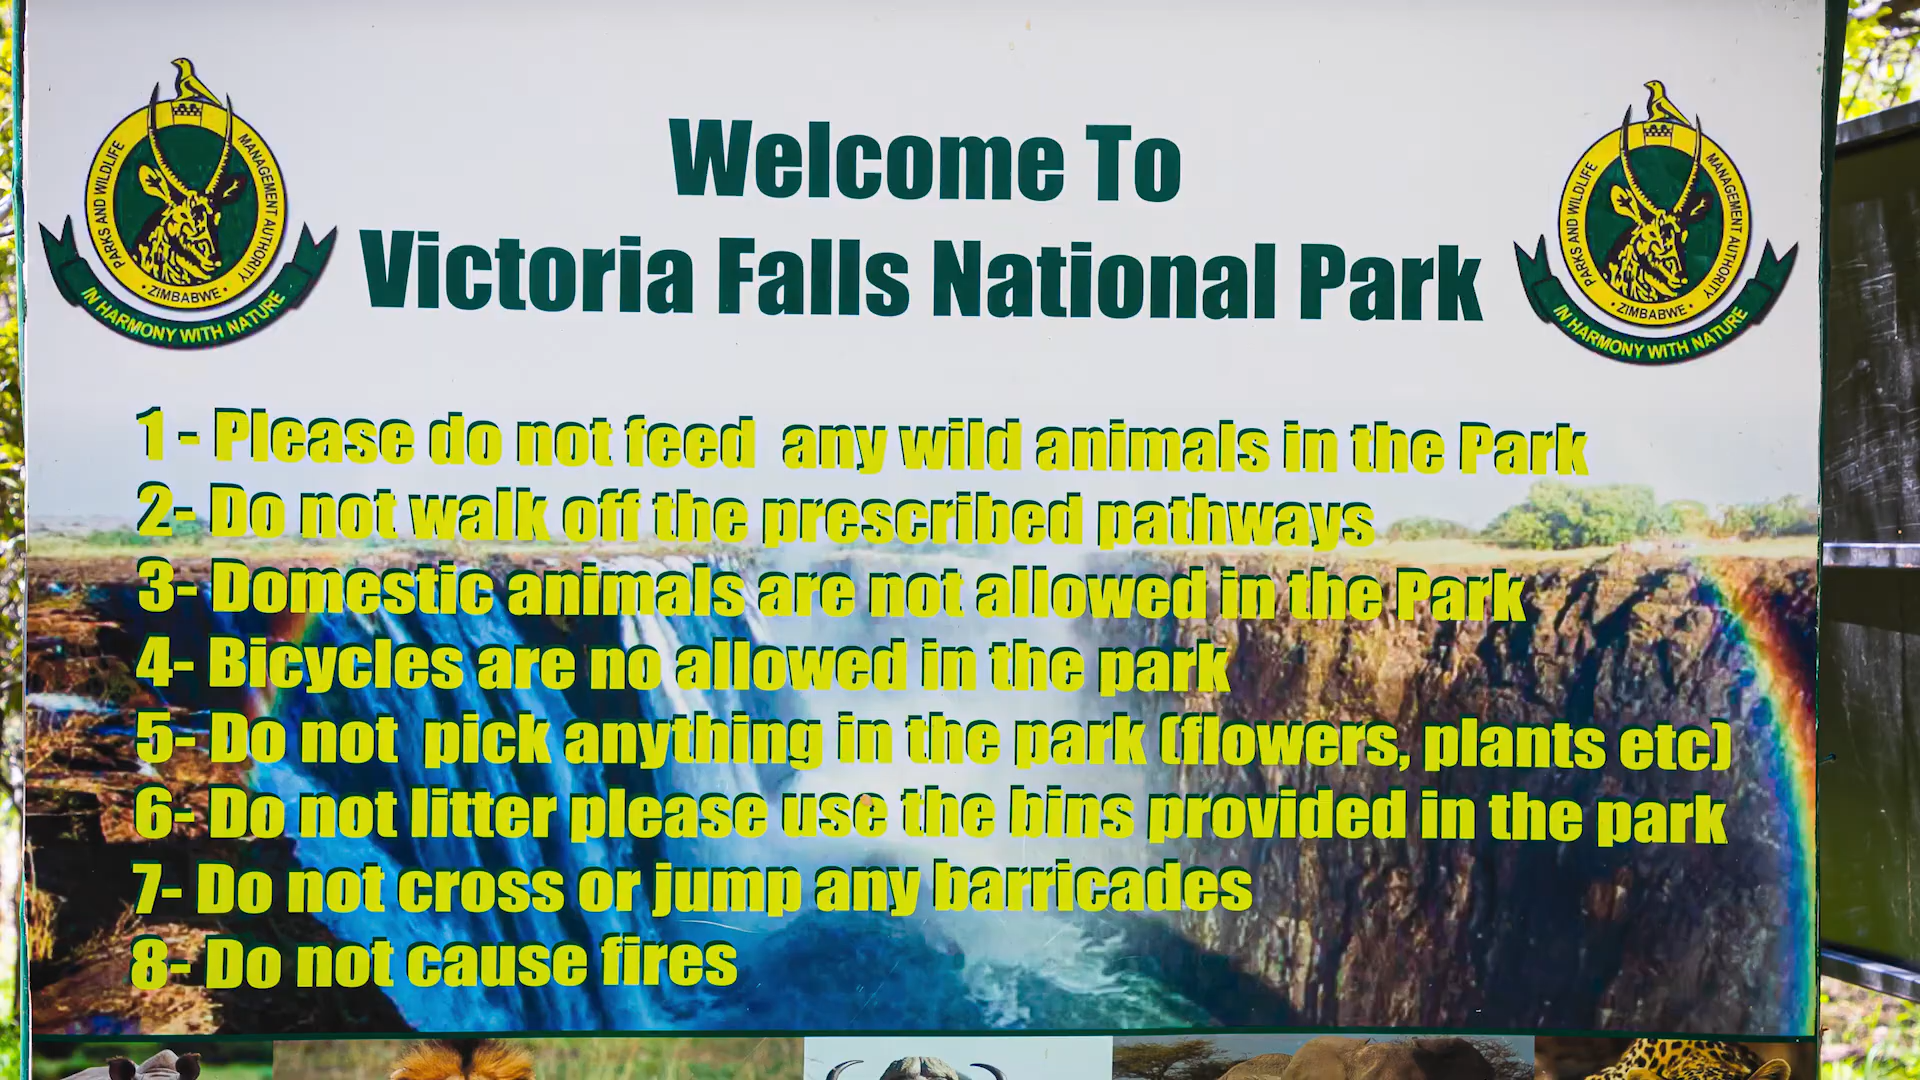 PARKS AND WILDLIFE MANAGEMENT AUTHORITY
· ZIMBABWE ·
IN HARMONY WITH NATURE
Welcome To
Victoria Falls National Park
PARKS AND WILDLIFE MANAGEMENT AUTHORITY
· ZIMBABWE ·
IN HARMONY WITH NATURE
1 - Please do not feed any wild animals in the Park
2- Do not walk off the prescribed pathways
3- Domestic animals are not allowed in the Park
4- Bicycles are no allowed in the park
5- Do not pick anything in the park (flowers, plants etc)
6- Do not litter please use the bins provided in the park
7- Do not cross or jump any barricades
8- Do not cause fires